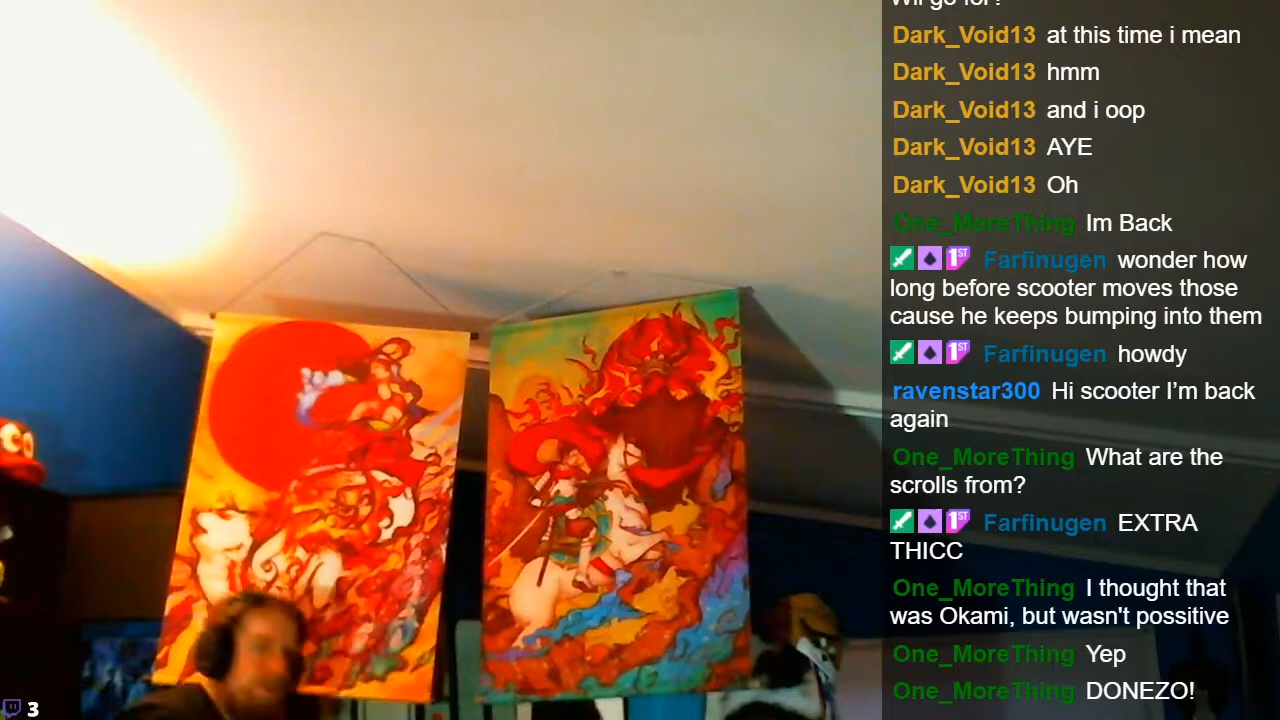 Dark_Void13 at this time i mean
Dark_Void13 hmm
Dark_Void13 and i oop
Dark_Void13 AYE
Dark_Void13 Oh
One_MoreThing Im Back
1ST Farfinugen wonder how
long before scooter moves those
cause he keeps bumping into them
1ST Farfinugen howdy
ravenstar300 Hi scooter I’m back
again
One_MoreThing What are the
scrolls from?
1ST Farfinugen EXTRA
THICC
One_MoreThing I thought that
was Okami, but wasn't possitive
One_MoreThing Yep
One_MoreThing DONEZO!
3